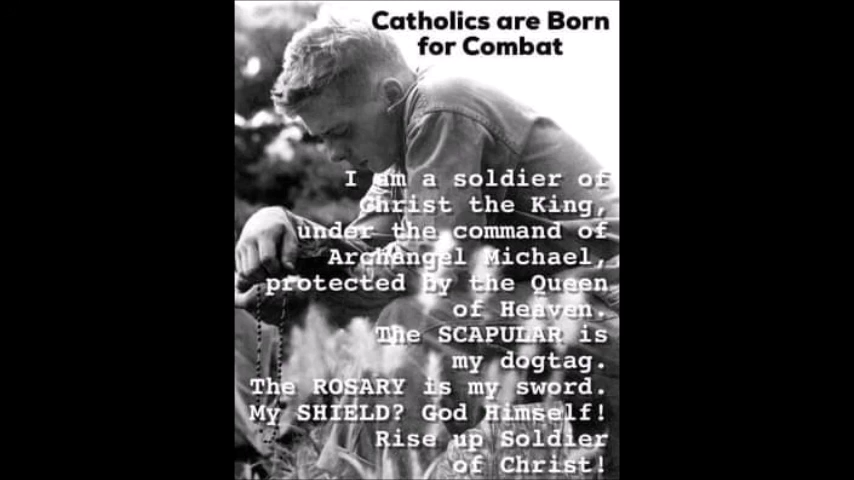 Catholics are Born
for Combat
I am a soldier of
Christ the King,
under the command of
Archangel Michael,
protected by the Queen
of Heaven.
The SCAPULAR is
my dogtag.
The ROSARY is my sword.
My SHIELD? God Himself!
Rise up Soldier
of Christ!